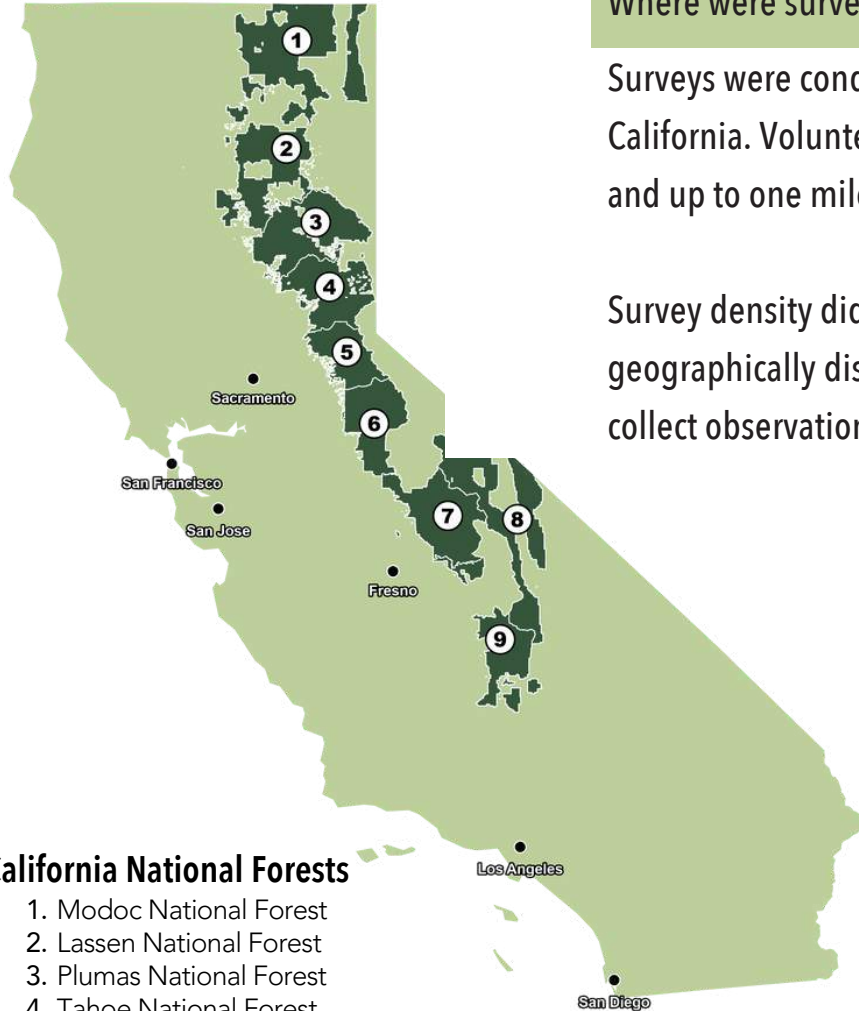 Where were surve
Surveys were conc
California. Volunte
and up to one mile
Survey density dic
geographically dis
collect observation
1
2
3
4
5
6
7
8
9
Sacramento
San Francisco
San Jose
Fresno
Los Angeles
San Diego
California National Forests
1. Modoc National Forest
2. Lassen National Forest
3. Plumas National Forest
4. Tahoe National Forest